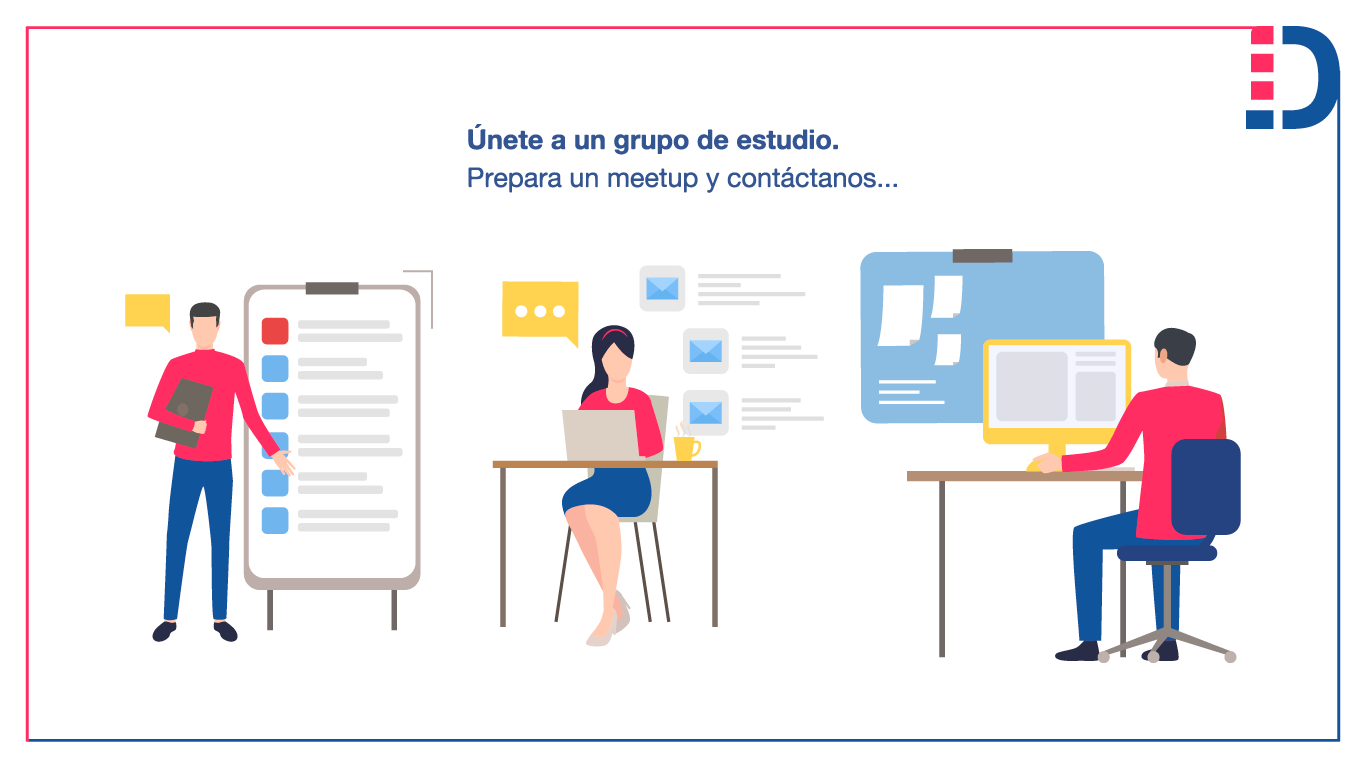 Únete a un grupo de estudio.
Prepara un meetup y contáctanos...